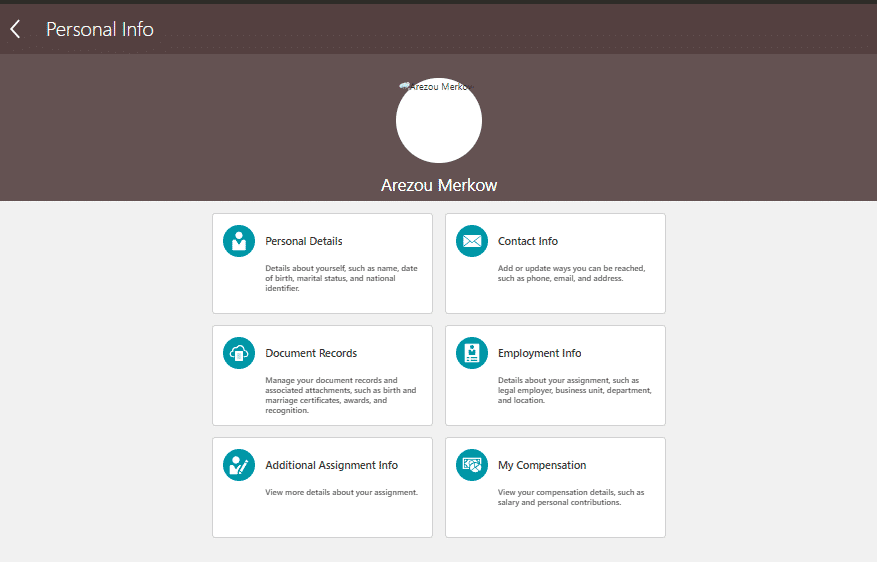 Personal Info
Arezou Merkow
Arezou Merkow
Personal Details
Details about yourself, such as name, date
of birth, marital status, and national
identifier.
Contact Info
Add or update ways you can be reached,
such as phone, email, and address.
Document Records
Manage your document records and
associated attachments, such as birth and
marriage certificates, awards, and
recognition.
Employment Info
Details about your assignment, such as
legal employer, business unit, department,
and location.
Additional Assignment Info
View more details about your assignment.
My Compensation
View your compensation details, such as
salary and personal contributions.